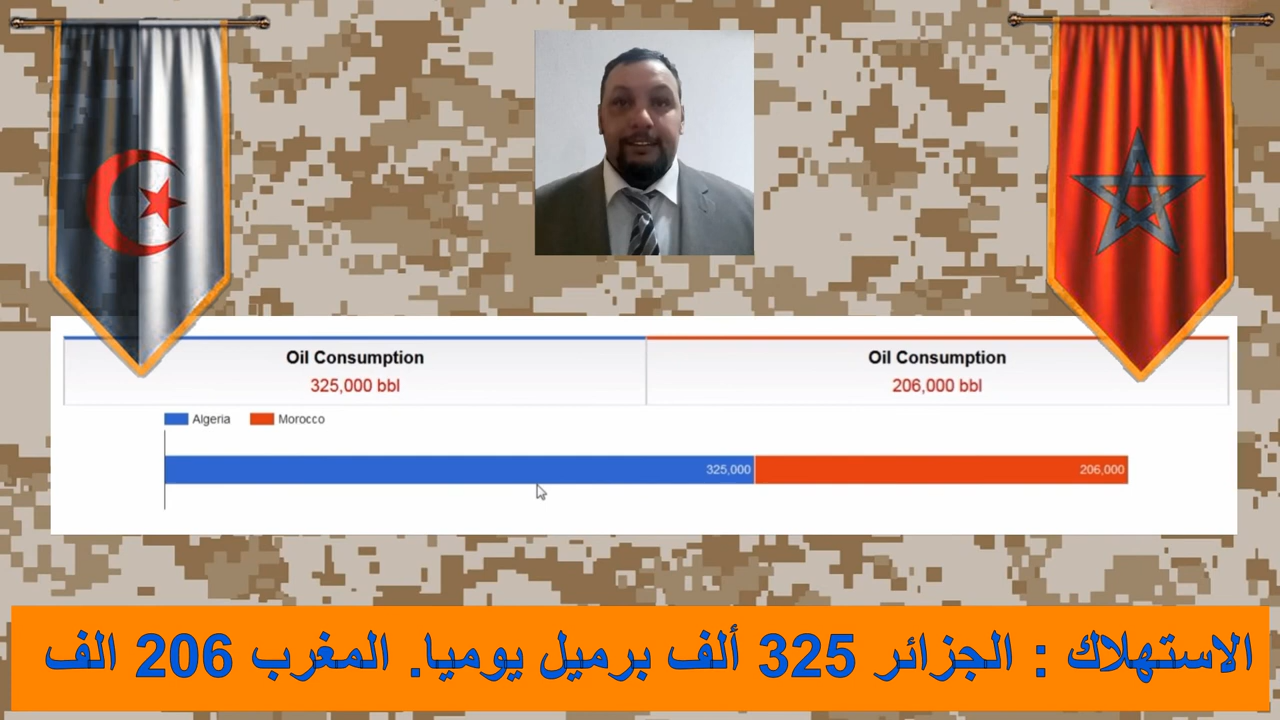 Oil Consumption
325,000 bbl
Oil Consumption
206,000 bbl
Algeria
Morocco
325,000
206,000
الاستهلاك : الجزائر 325 ألف برميل يوميا. المغرب 206 الف